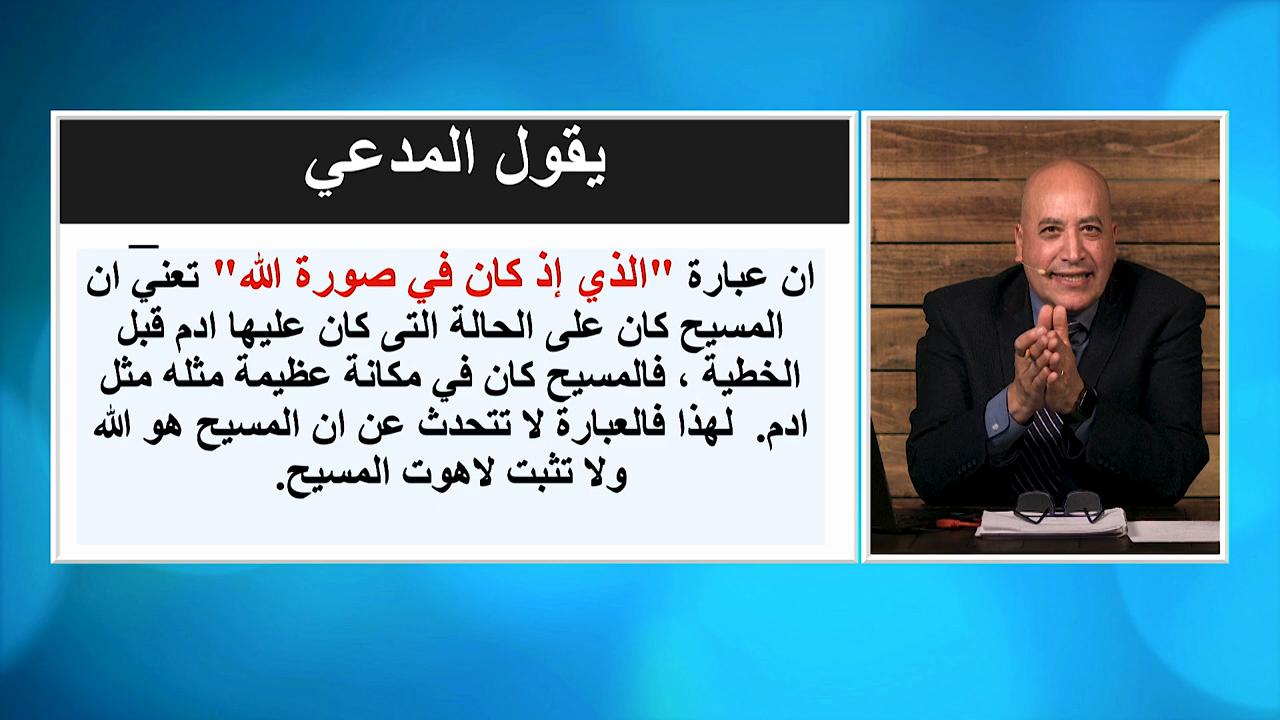 يقول المدعي
ان عبارة "الذي إذ كان في صورة الله" تعني ان
المسيح كان على الحالة التى كان عليها ادم قبل
الخطية ، فالمسيح كان في مكانة عظيمة مثله مثل
ادم. لهذا فالعبارة لا تتحدث عن ان المسيح هو الله
ولا تثبت لاهوت المسيح.